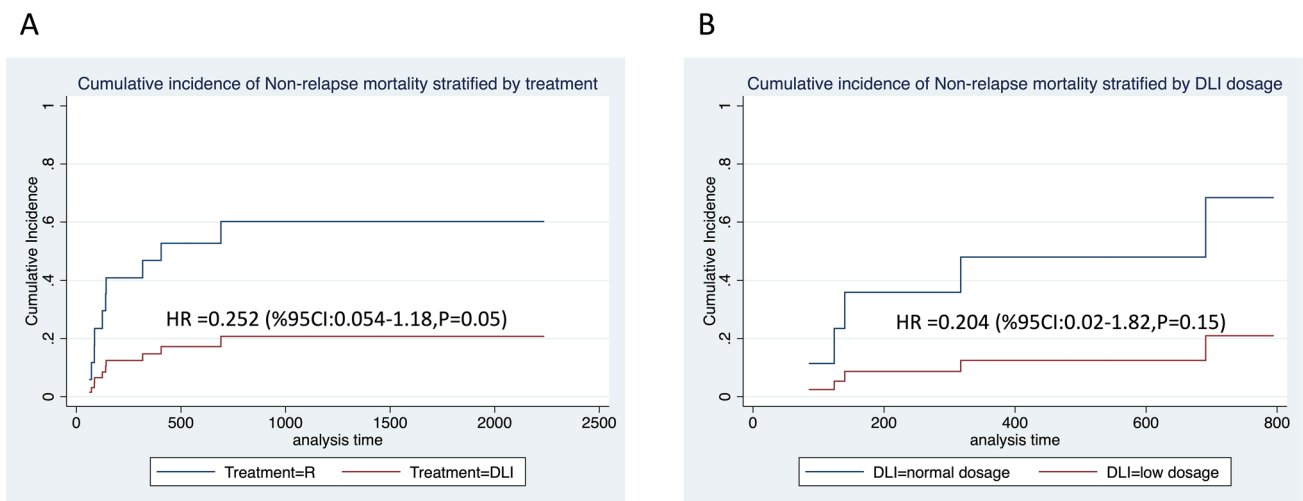 A
Cumulative incidence of Non-relapse mortality stratified by treatment
Cumulative Incidence
1
.8
.6
.4
.2
0
HR =0.252 (%95CI:0.054-1.18,P=0.05)
0 500 1000 1500 2000 2500
analysis time
Treatment=R Treatment=DLI
B
Cumulative incidence of Non-relapse mortality stratified by DLI dosage
Cumulative Incidence
1
.8
.6
.4
.2
0
HR =0.204 (%95CI:0.02-1.82,P=0.15)
0 200 400 600 800
analysis time
DLI=normal dosage DLI=low dosage